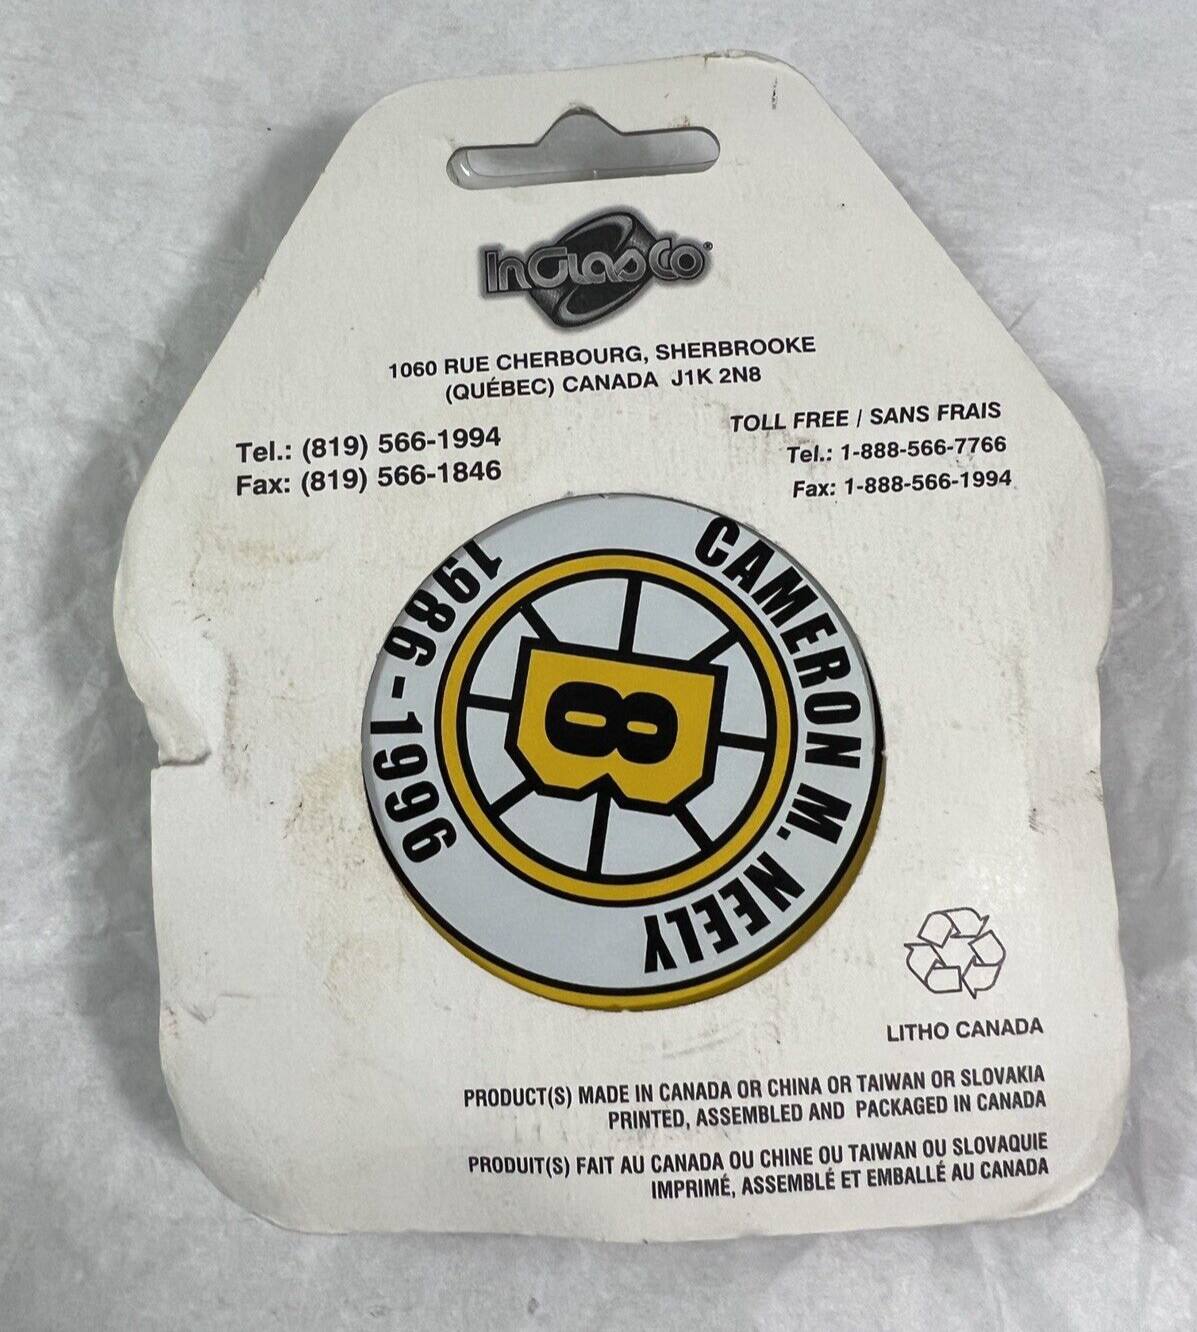 InGlasCo®
1060 RUE CHERBOURG, SHERBROOKE
(QUÉBEC) CANADA J1K 2N8
Tel.: (819) 566-1994
Fax: (819) 566-1846
TOLL FREE / SANS FRAIS
Tel.: 1-888-566-7766
Fax: 1-888-566-1994
CAMERON M. NEELY
1986-1996
8
LITHO CANADA
PRODUCT(S) MADE IN CANADA OR CHINA OR TAIWAN OR SLOVAKIA
PRINTED, ASSEMBLED AND PACKAGED IN CANADA
PRODUIT(S) FAIT AU CANADA OU CHINE OU TAIWAN OU SLOVAQUIE
IMPRIMÉ, ASSEMBLÉ ET EMBALLÉ AU CANADA